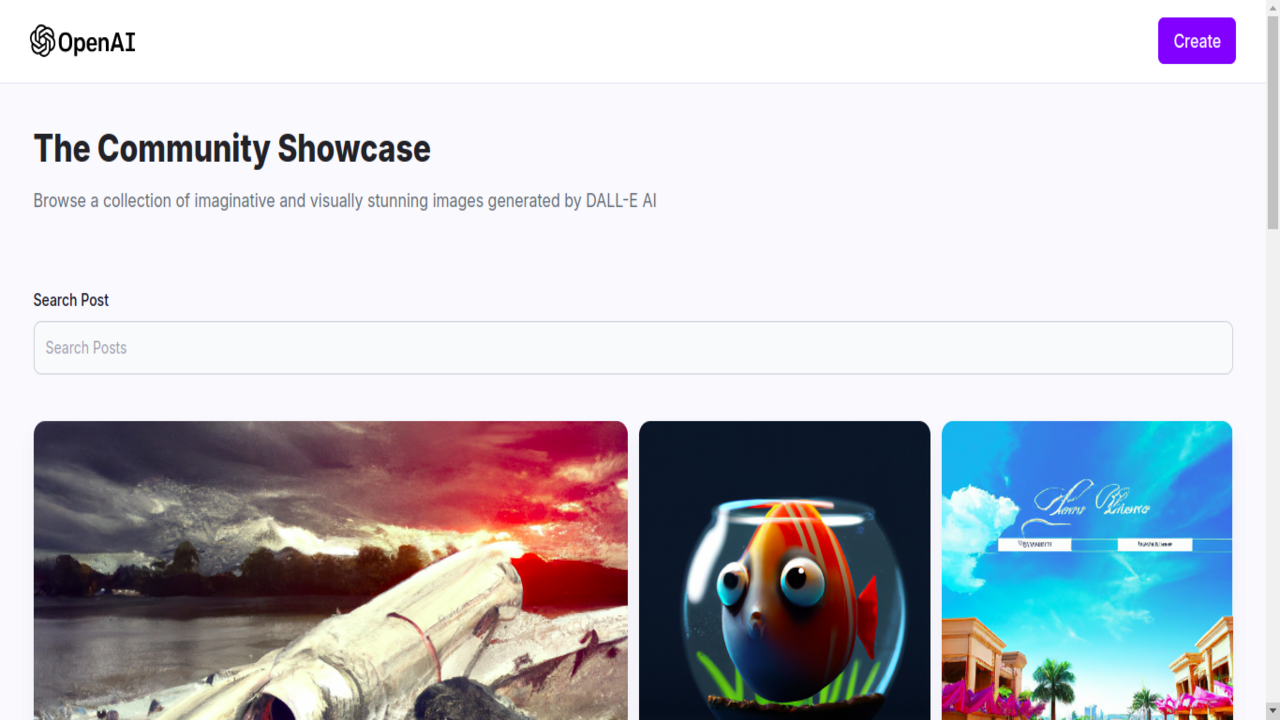 OpenAI
Create
The Community Showcase
Browse a collection of imaginative and visually stunning images generated by DALL-E AI
Search Post
Search Posts